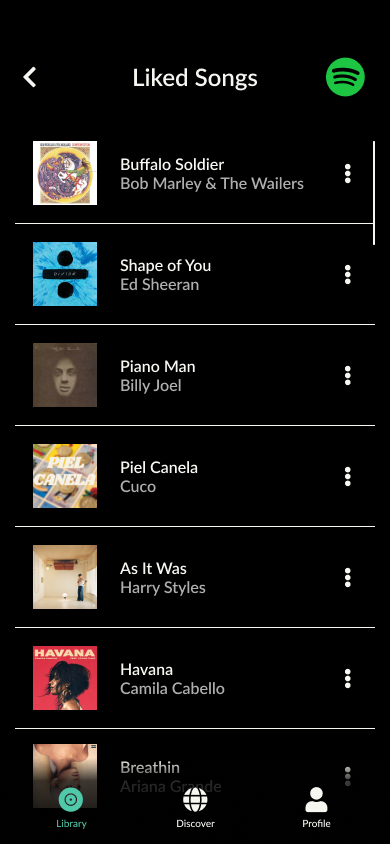 Liked Songs
Buffalo Soldier
Bob Marley & The Wailers
Shape of You
Ed Sheeran
Piano Man
Billy Joel
PIEL
CANELA
Piel Canela
Cuco
As It Was
Harry Styles
HAVANA
Havana
Camila Cabello
Breathin
Ariana Grande
Library
Discover
Profile